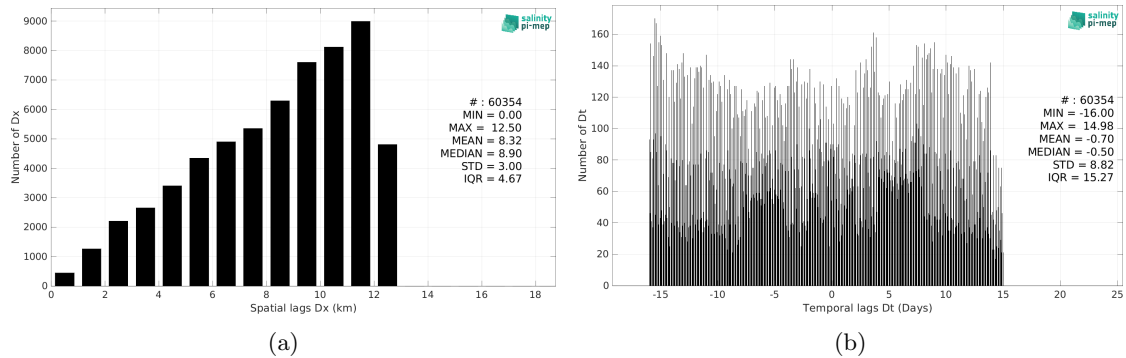 9000
8000
7000
6000
5000
4000
3000
2000
1000
0
Number of Dx
0 2 4 6 8 10 12 14 16 18
Spatial lags Dx (km)
salinity
pi-mep
# : 60354
MIN = 0.00
MAX = 12.50
MEAN = 8.32
MEDIAN = 8.90
STD = 3.00
IQR = 4.67
(a)
160
140
120
100
80
60
40
20
0
Number of Dt
-15 -10 -5 0 5 10 15 20 25
Temporal lags Dt (Days)
salinity
pi-mep
# : 60354
MIN = -16.00
MAX = 14.98
MEAN = -0.70
MEDIAN = -0.50
STD = 8.82
IQR = 15.27
(b)